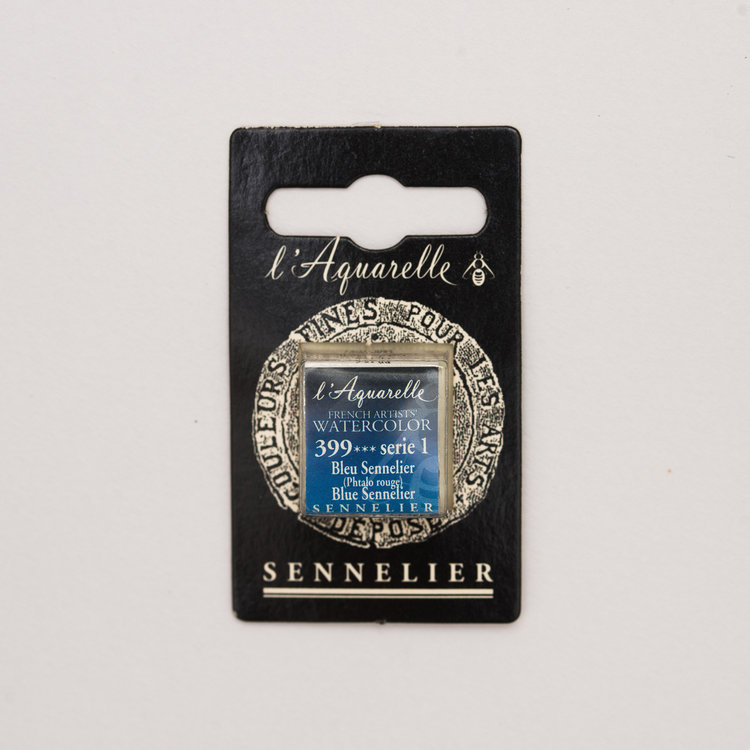 l'Aquarelle
COULEURS FINES POUR LES ARTS
DÉPOSÉ
l'Aquarelle
FRENCH ARTISTS'
WATERCOLOR
399*** serie 1
Bleu Sennelier
(Phtalo rouge)
Blue Sennelier
SENNELIER
SENNELIER